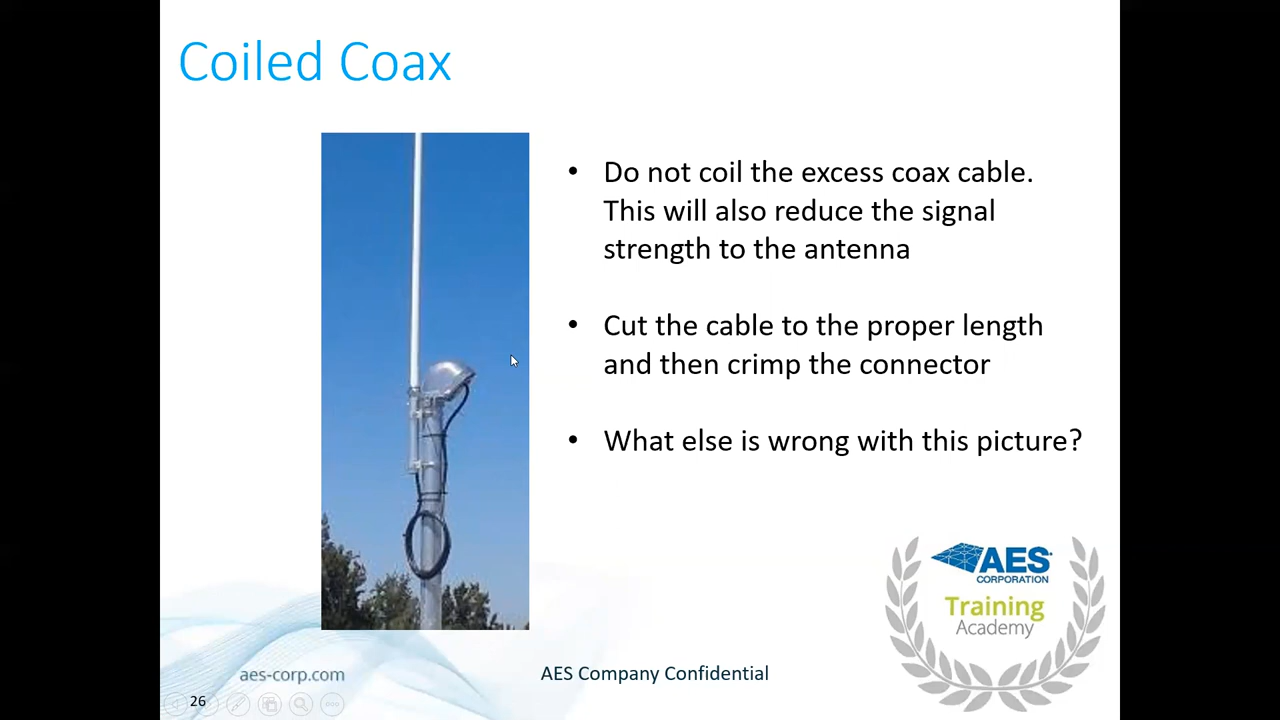 Coiled Coax
• Do not coil the excess coax cable.
This will also reduce the signal
strength to the antenna
• Cut the cable to the proper length
and then crimp the connector
• What else is wrong with this picture?
AES
CORPORATION
Training
Academy
aes-corp.com
AES Company Confidential
26